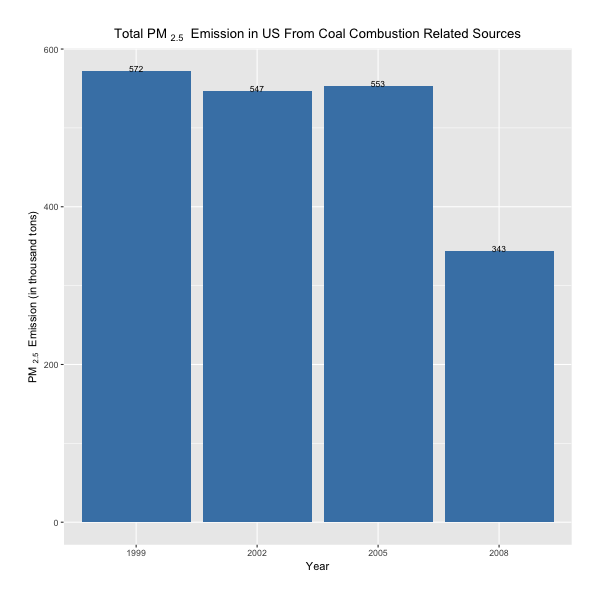 Total PM 2.5 Emission in US From Coal Combustion Related Sources
600
400
200
0
PM 2.5 Emission (in thousand tons)
572
547
553
343
1999 2002 2005 2008
Year